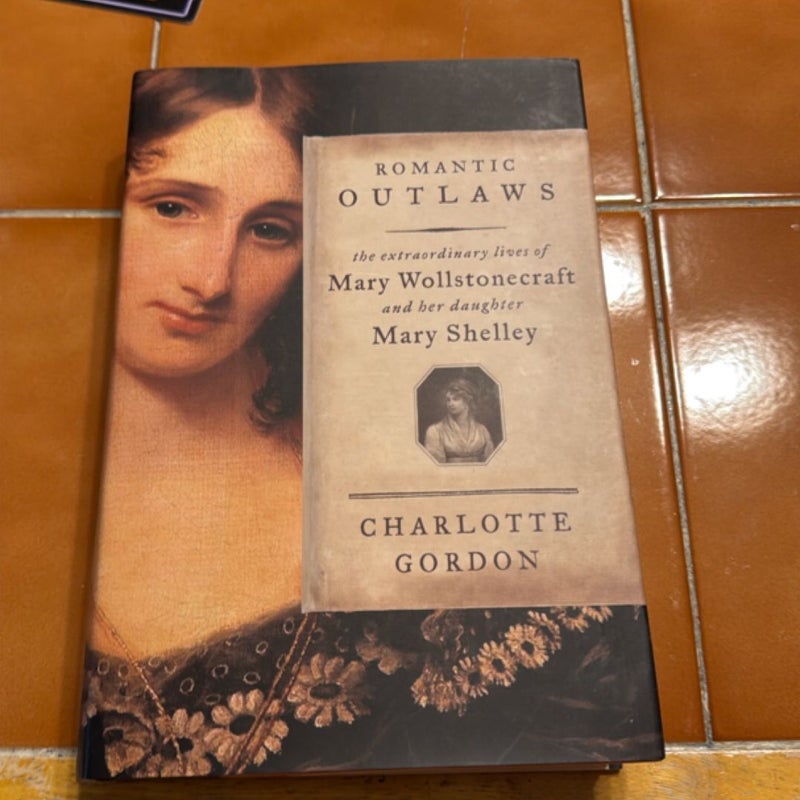 ROMANTIC
OUTLAWS
the extraordinary lives of
Mary Wollstonecraft
and her daughter
Mary Shelley
CHARLOTTE
GORDON